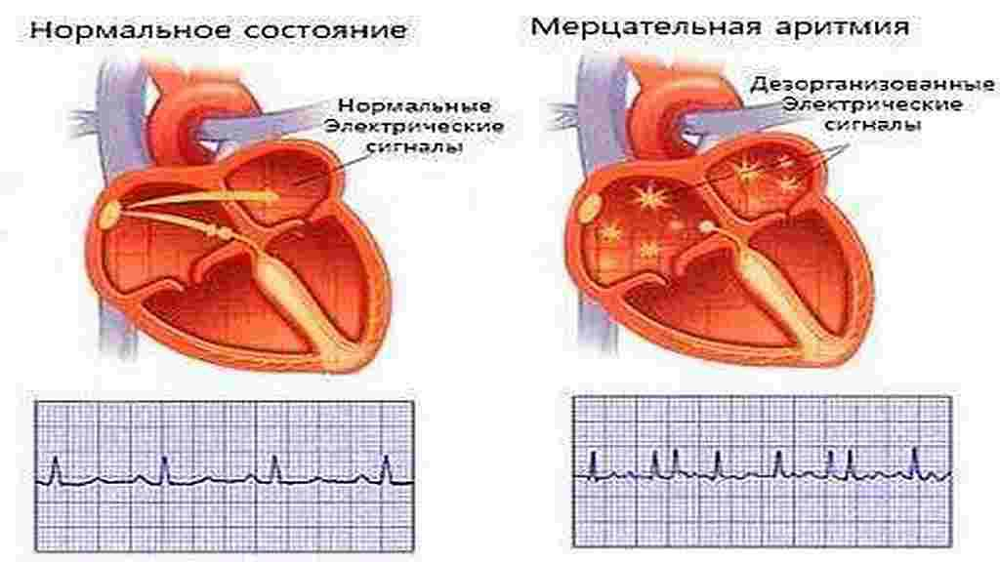 Нормальное состояние
Нормальные
Электрические
сигналы
Мерцательная аритмия
Дезорганизованные
Электрические
сигналы